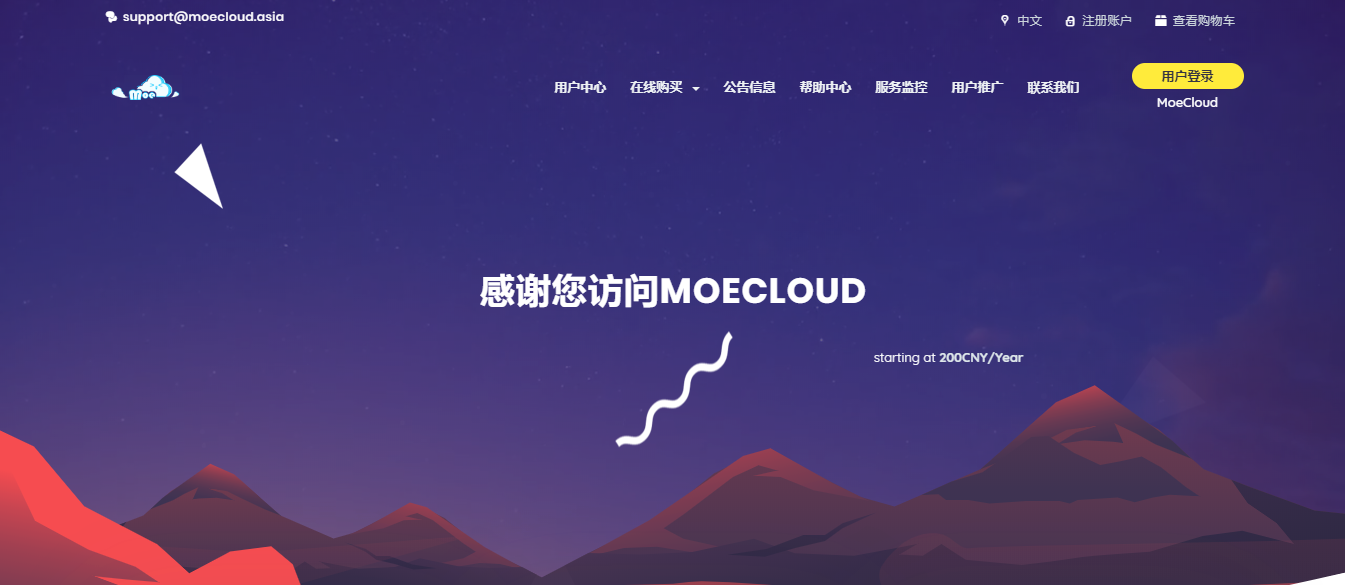 support@moecloud.asia
中文 注册账户 查看购物车
Moe
用户中心 在线购买 公告信息 帮助中心 服务监控 用户推广 联系我们
用户登录
MoeCloud
感谢您访问MOECLOUD
starting at 200CNY/Year